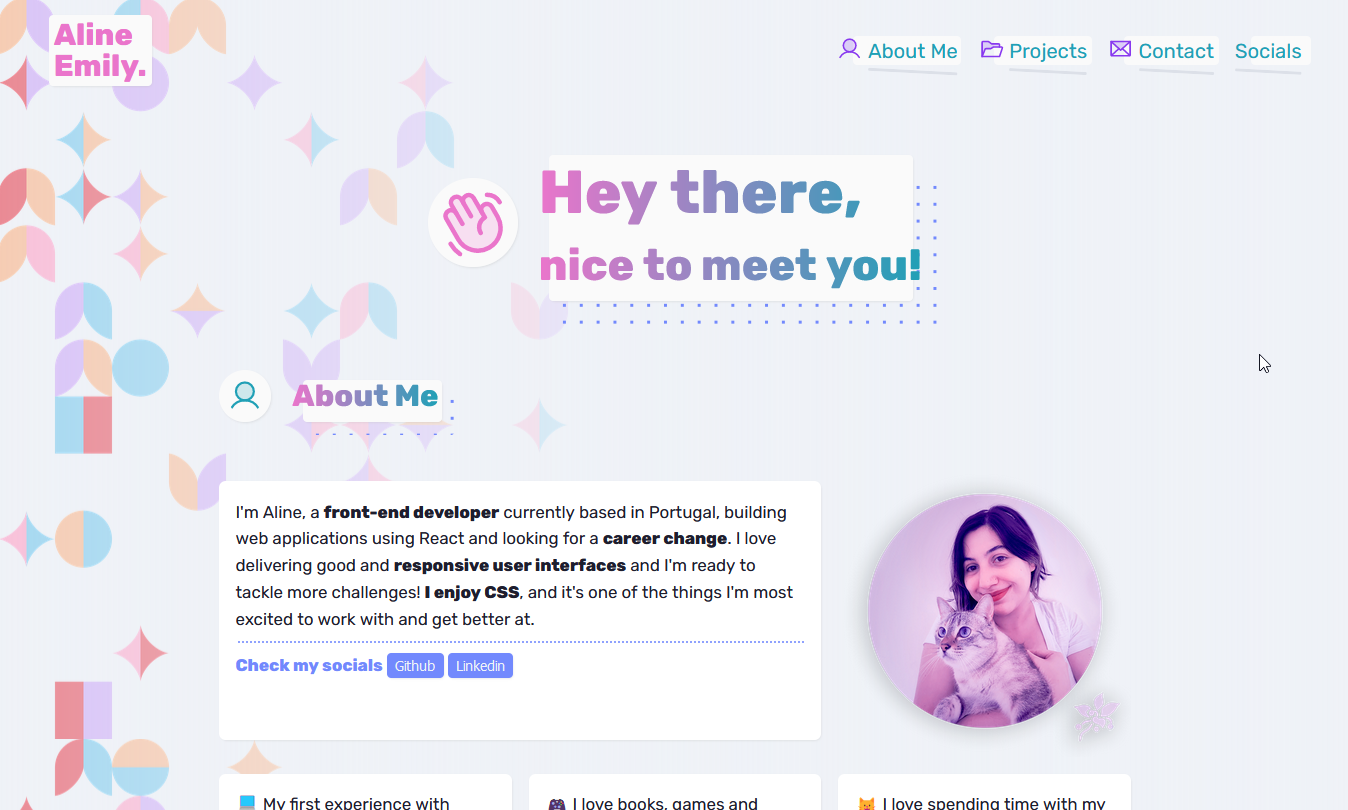 Aline
Emily.
About Me
Projects
Contact
Socials
Hey there,
nice to meet you!
About Me
I'm Aline, a front-end developer currently based in Portugal, building
web applications using React and looking for a career change. I love
delivering good and responsive user interfaces and I'm ready to
tackle more challenges! I enjoy CSS, and it's one of the things I'm most
excited to work with and get better at.
Check my socials Github Linkedin
My first experience with
I love books, games and
I love spending time with my